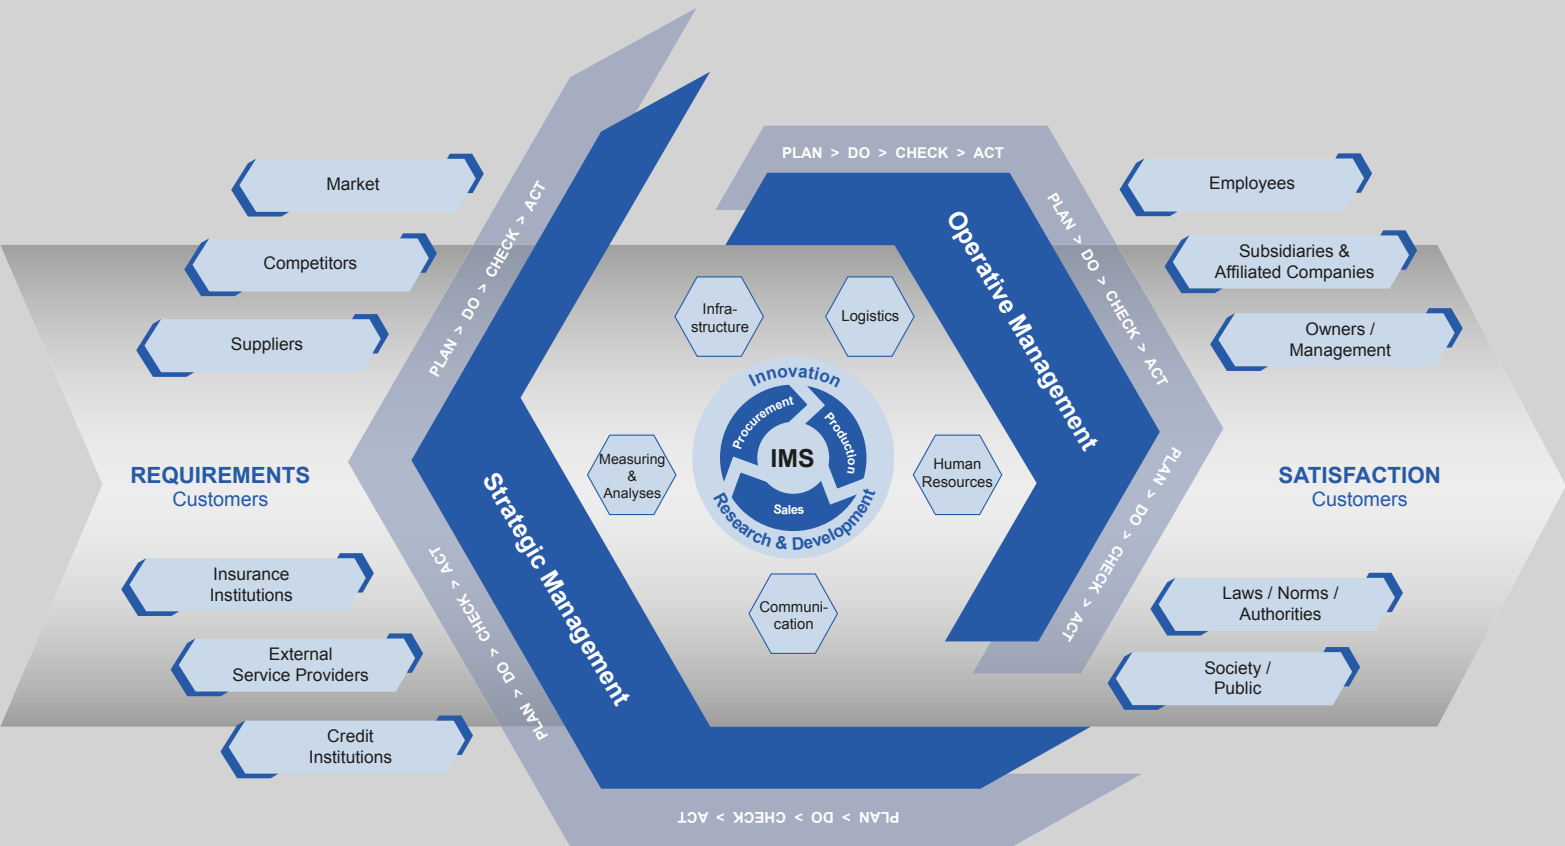 Market
Competitors
Suppliers
REQUIREMENTS
Customers
Insurance
Institutions
External
Service Providers
Credit
Institutions
PLAN > DO > CHECK > ACT
PLAN > DO > CHECK > ACT
PLAN > DO > CHECK > ACT
Strategic Management
PLAN > DO > CHECK > ACT
PLAN > DO > CHECK > ACT
PLAN > DO > CHECK > ACT
Operative Management
Infra-
structure
Logistics
Measuring
&
Analyses
Human
Resources
Communi-
cation
Innovation
Procurement
Production
IMS
Sales
Research & Development
Employees
Subsidiaries &
Affiliated Companies
Owners /
Management
SATISFACTION
Customers
Laws / Norms /
Authorities
Society /
Public